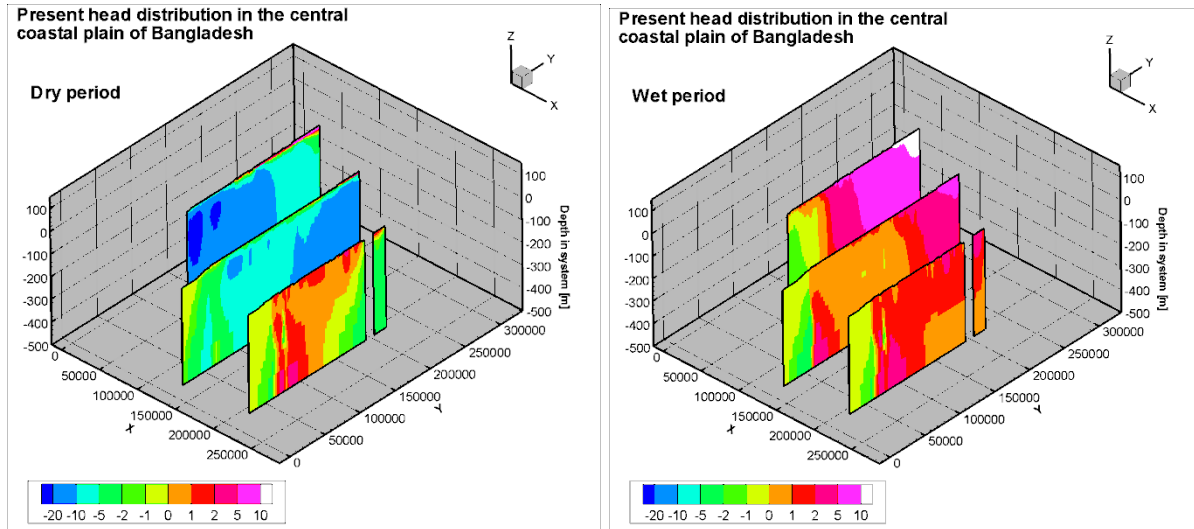 Present head distribution in the central
coastal plain of Bangladesh
Dry period
Z
Y
X
100
0
-100
-200
-300
-400
-500
100
0
-100
-200
-300
-400
-500
Depth in system [m]
0
50000
100000
150000
200000
250000
X
0
50000
100000
150000
200000
250000
300000
Y
-20 -10 -5 -2 -1 0 1 2 5 10
Present head distribution in the central
coastal plain of Bangladesh
Wet period
Z
Y
X
100
0
-100
-200
-300
-400
-500
100
0
-100
-200
-300
-400
-500
Depth in system [m]
0
50000
100000
150000
200000
250000
X
0
50000
100000
150000
200000
250000
300000
Y
-20 -10 -5 -2 -1 0 1 2 5 10